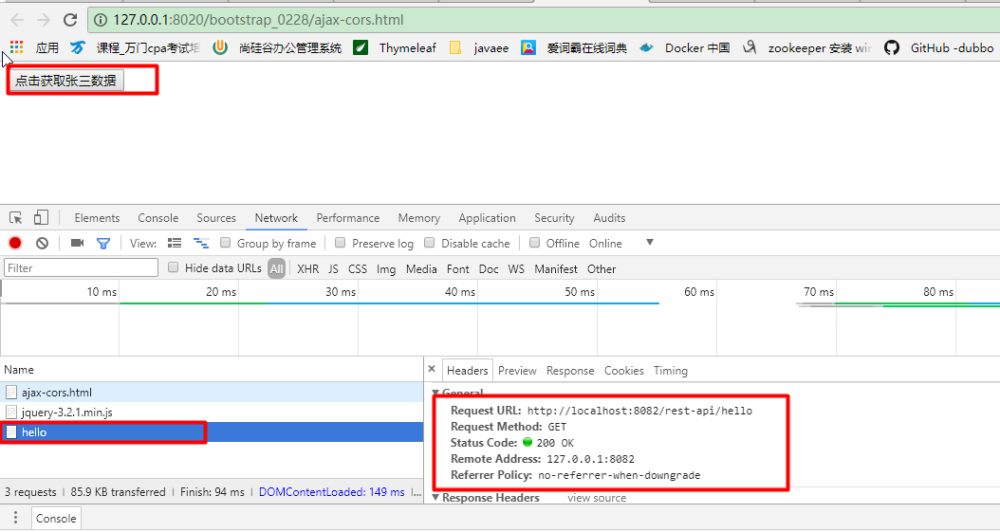 127.0.0.1:8020/bootstrap_0228/ajax-cors.html
应用 课程_万门cpa考试培 尚硅谷办公管理系统 Thymeleaf javaee 爱词霸在线词典 Docker 中国 zookeeper 安装 win GitHub -dubbo
点击获取张三数据
Elements Console Sources Network Performance Memory Application Security Audits
View: Group by frame Preserve log Disable cache Offline Online
Filter Hide data URLs All XHR JS CSS Img Media Font Doc WS Manifest Other
10 ms 20 ms 30 ms 40 ms 50 ms 60 ms 70 ms 80 ms
Name
ajax-cors.html
jquery-3.2.1.min.js
hello
3 requests | 85.9 KB transferred | Finish: 94 ms | DOMContentLoaded: 149 ms |...
Headers Preview Response Cookies Timing
General
Request URL: http://localhost:8082/rest-api/hello
Request Method: GET
Status Code: 200 OK
Remote Address: 127.0.0.1:8082
Referrer Policy: no-referrer-when-downgrade
Response Headers view source
Console